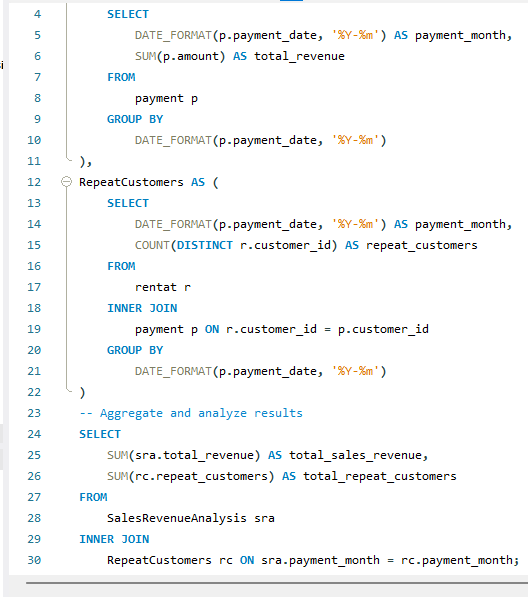 4 SELECT
5 DATE_FORMAT(p.payment_date, '%Y-%m') AS payment_month,
6 SUM(p.amount) AS total_revenue
7 FROM
8 payment p
9 GROUP BY
10 DATE_FORMAT(p.payment_date, '%Y-%m')
11 ),
12 RepeatCustomers AS (
13 SELECT
14 DATE_FORMAT(p.payment_date, '%Y-%m') AS payment_month,
15 COUNT(DISTINCT r.customer_id) AS repeat_customers
16 FROM
17 rentat r
18 INNER JOIN
19 payment p ON r.customer_id = p.customer_id
20 GROUP BY
21 DATE_FORMAT(p.payment_date, '%Y-%m')
22 )
23 -- Aggregate and analyze results
24 SELECT
25 SUM(sra.total_revenue) AS total_sales_revenue,
26 SUM(rc.repeat_customers) AS total_repeat_customers
27 FROM
28 SalesRevenueAnalysis sra
29 INNER JOIN
30 RepeatCustomers rc ON sra.payment_month = rc.payment_month;